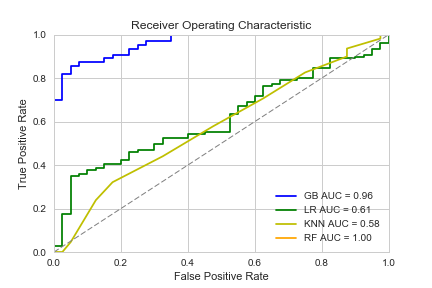 Receiver Operating Characteristic
1.0
0.8
0.6
0.4
0.2
0.0
True Positive Rate
GB AUC = 0.96
LR AUC = 0.61
KNN AUC = 0.58
RF AUC = 1.00
0.0 0.2 0.4 0.6 0.8 1.0
False Positive Rate